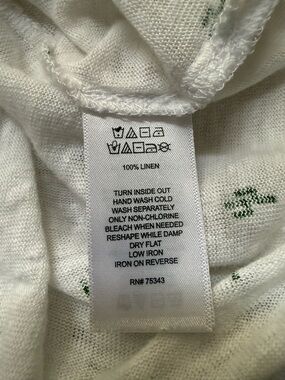 100% LINEN
TURN INSIDE OUT
HAND WASH COLD
WASH SEPARATELY
ONLY NON-CHLORINE
BLEACH WHEN NEEDED
RESHAPE WHILE DAMP
DRY FLAT
LOW IRON
IRON ON REVERSE
RN# 75343